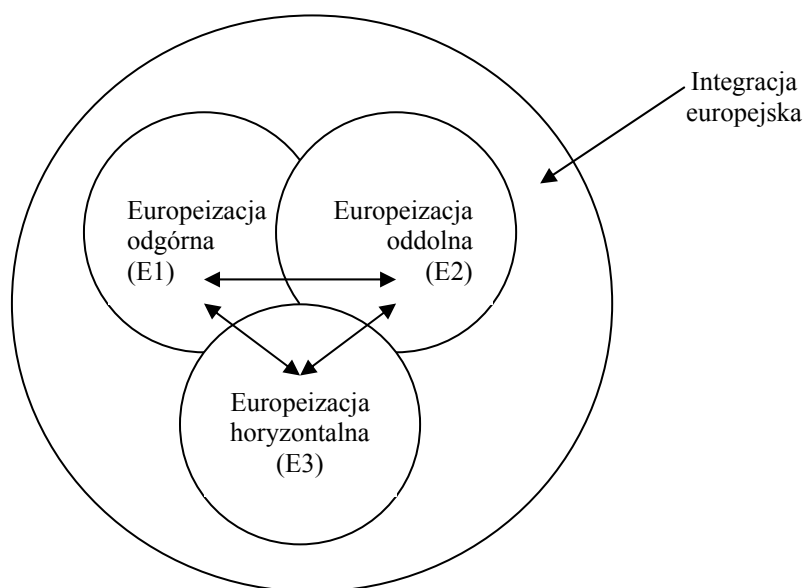 Integracja
europejska
Europeizacja
odgórna
(E1)
Europeizacja
oddolna
(E2)
Europeizacja
horyzontalna
(E3)